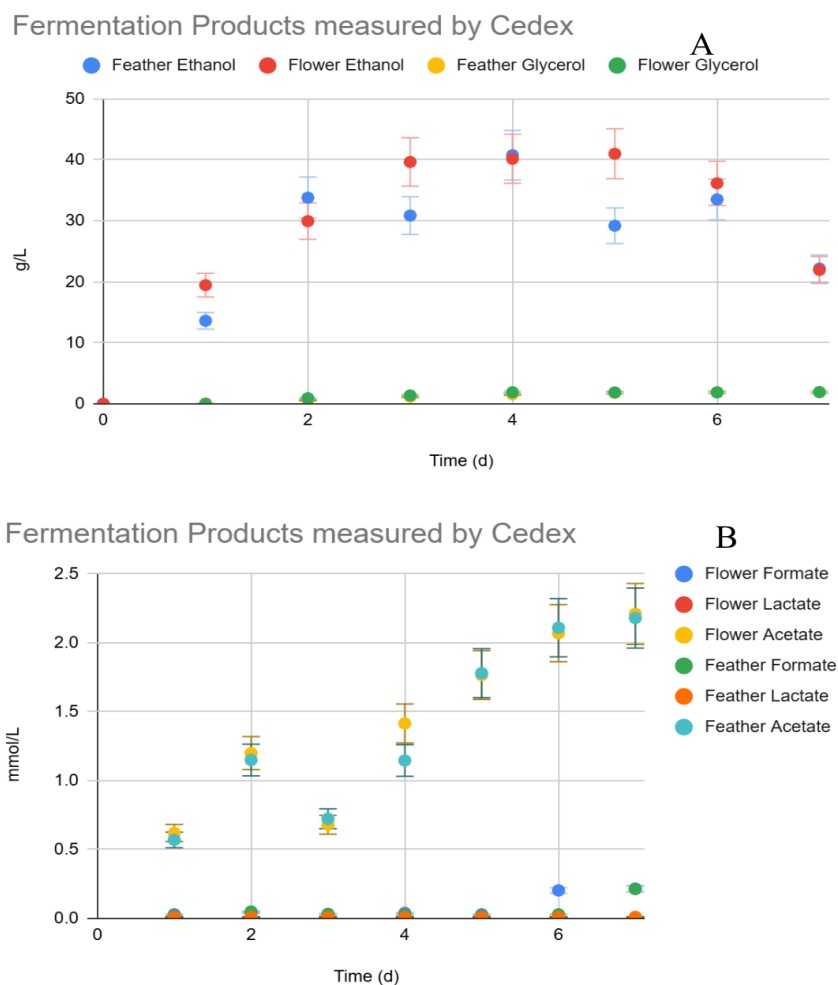 Fermentation Products measured by Cedex
A
Feather Ethanol Flower Ethanol Feather Glycerol Flower Glycerol
50
40
30
20
10
0
g/L
0 2 4 6
Time (d)
Fermentation Products measured by Cedex
B
Flower Formate
Flower Lactate
Flower Acetate
Feather Formate
Feather Lactate
Feather Acetate
2.5
2.0
1.5
1.0
0.5
0.0
mmol/L
0 2 4 6
Time (d)